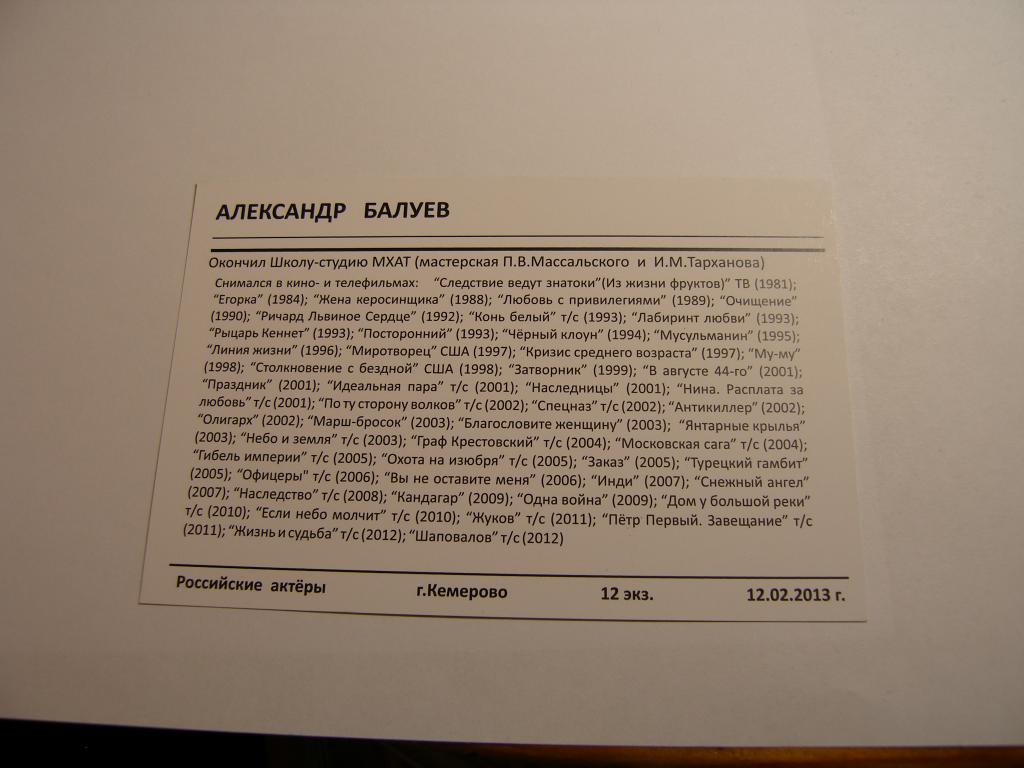 АЛЕКСАНДР БАЛУЕВ
Окончил Школу-студию МХАТ (мастерская П.В.Массальского и И.М.Тарханова)
Снимался в кино- и телефильмах: “Следствие ведут знатоки”(Из жизни фруктов)” ТВ (1981);
“Егорка” (1984); “Жена керосинщика” (1988); “Любовь с привилегиями” (1989); “Очищение”
(1990); “Ричард Львиное Сердце” (1992); “Конь белый” т/с (1993); “Лабиринт любви” (1993);
“Рыцарь Кеннет” (1993); “Посторонний” (1993); “Чёрный клоун” (1994); “Мусульманин” (1995);
“Линия жизни” (1996); “Миротворец” США (1997); “Кризис среднего возраста” (1997); “Му-му”
(1998); “Столкновение с бездной” США (1998); “Затворник” (1999); “В августе 44-го” (2001);
“Праздник” (2001); “Идеальная пара” т/с (2001); “Наследницы” (2001); “Нина. Расплата за
любовь” т/с (2001); “По ту сторону волков” т/с (2002); “Спецназ” т/с (2002); “Антикиллер” (2002);
“Олигарх” (2002); “Марш-бросок” (2003); “Благословите женщину” (2003); “Янтарные крылья”
(2003); “Небо и земля” т/с (2003); “Граф Крестовский” т/с (2004); “Московская сага” т/с (2004);
“Гибель империи” т/с (2005); “Охота на изюбря” т/с (2005); “Заказ” (2005); “Турецкий гамбит”
(2005); “Офицеры" т/с (2006); “Вы не оставите меня” (2006); “Инди” (2007); “Снежный ангел”
(2007); “Наследство” т/с (2008); “Кандагар” (2009); “Одна война” (2009); “Дом у большой реки”
т/с (2010); “Если небо молчит” т/с (2010); “Жуков” т/с (2011); “Пётр Первый. Завещание” т/с
(2011); “Жизнь и судьба” т/с (2012); “Шаповалов” т/с (2012)
Российские актёры г.Кемерово 12 экз. 12.02.2013 г.